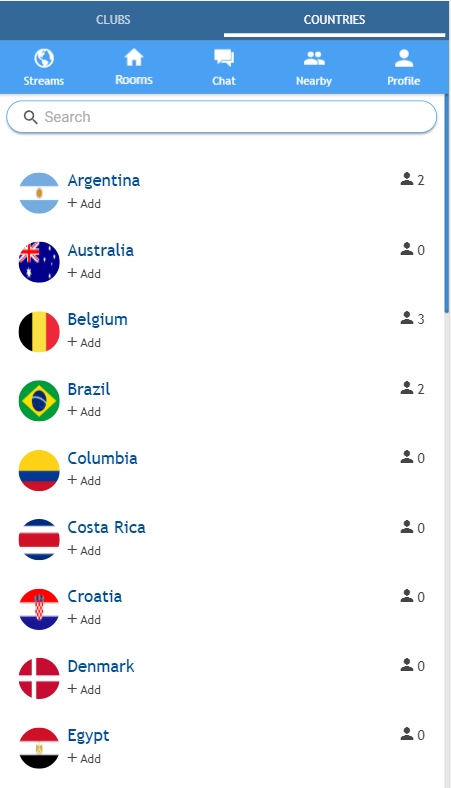 CLUBS COUNTRIES
Streams Rooms Chat Nearby Profile
Search
Argentina 2
+ Add
Australia 0
+ Add
Belgium 3
+ Add
Brazil 2
+ Add
Columbia 0
+ Add
Costa Rica 0
+ Add
Croatia 0
+ Add
Denmark 0
+ Add
Egypt 0
+ Add